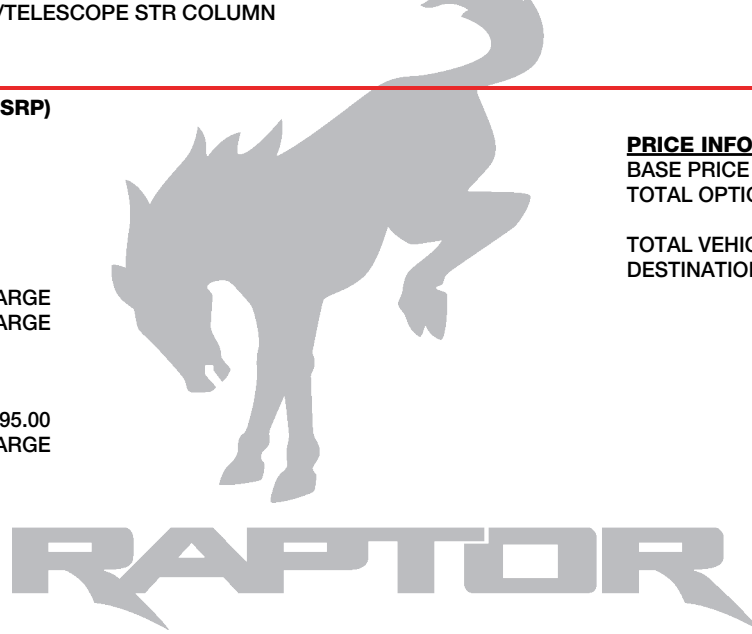 /TELESCOPE STR COLUMN
SRP)
PRICE INFO
BASE PRICE
TOTAL OPTIO
TOTAL VEHIC
DESTINATION
ARGE
ARGE
95.00
ARGE
RAPTOR